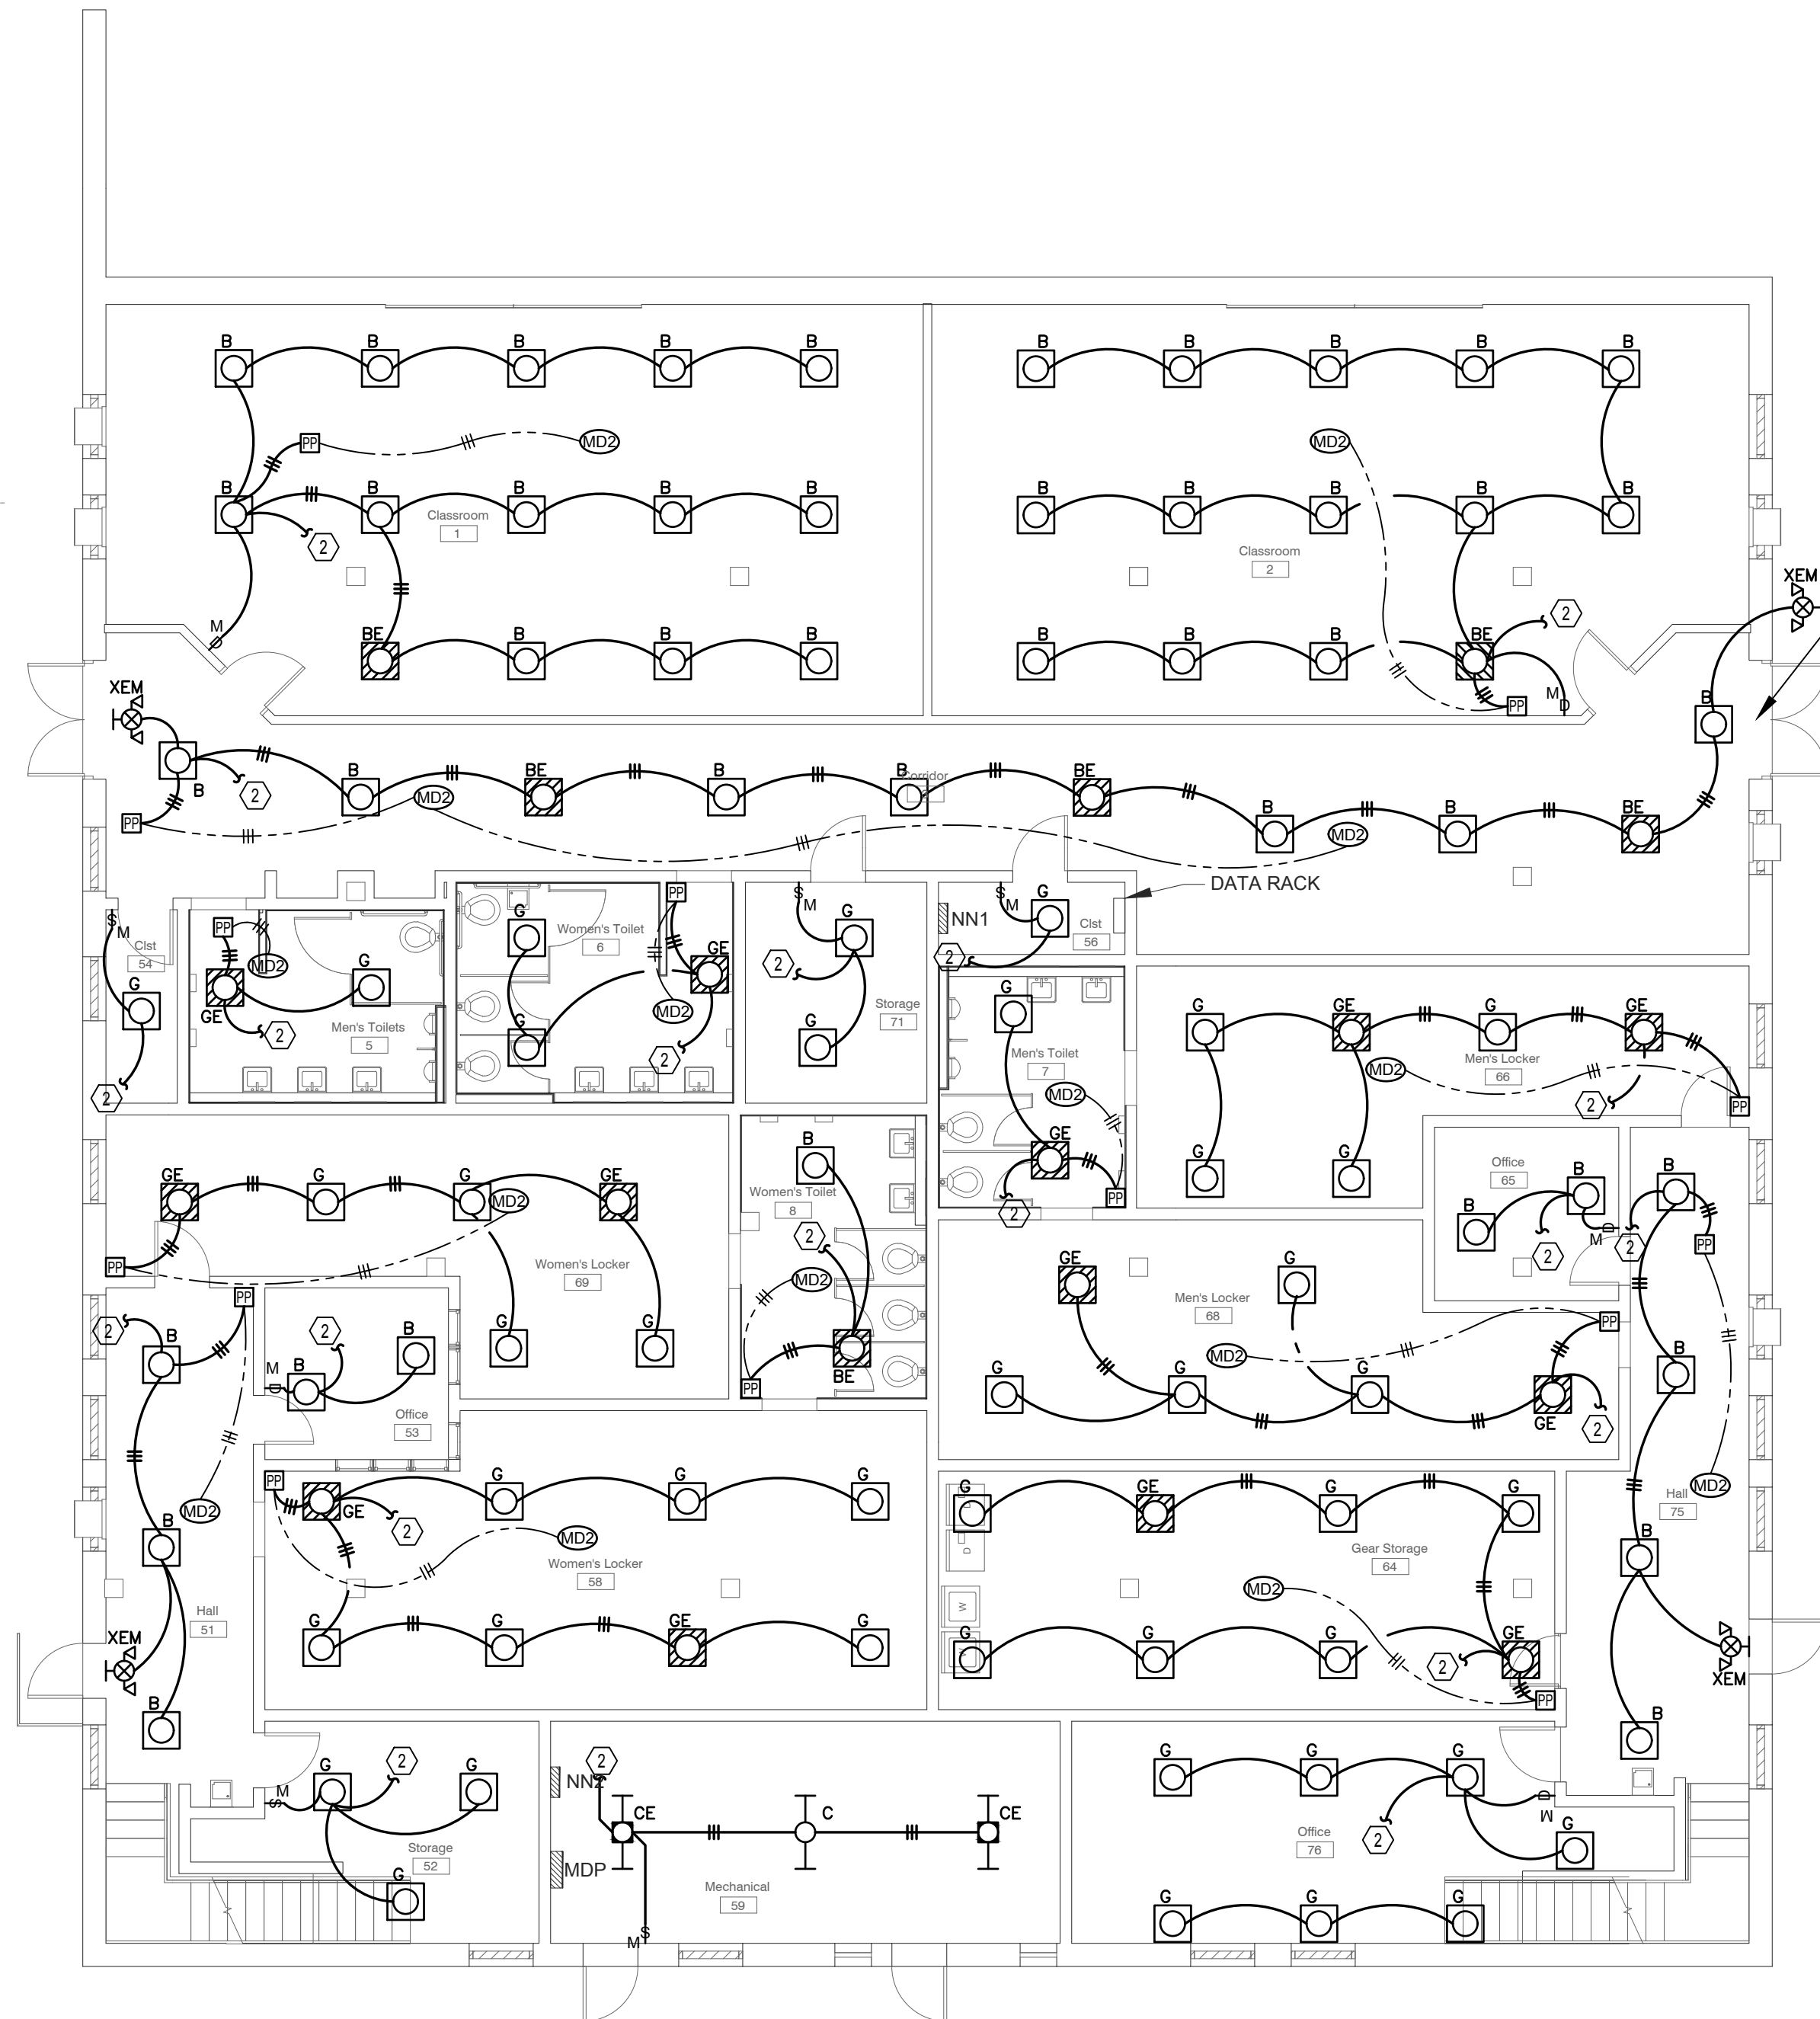 B B B B B B B B B B
PP MD2 MD2
B B B B B B B B B B
Classroom
1
2
Classroom
2
XEM
2
M
D
BE B B B B B B BE
M
D
PP
XEM
B
B
2
PP
B
MD2
BE
B
B
Corridor
BE
B
MD2
B
BE
S
M
Clst
54
G
2
PP
MD2
GE
G
2
Men's Toilets
5
G
Women's Toilet
6
PP
GE
MD2
G
2
S
M
G
2
Storage
71
G
S
M
G
NN1
Clst
56
2
DATA RACK
G
Men's Toilet
7
MD2
GE
PP
2
G GE G GE
MD2
Men's Locker
66
2
PP
G G
GE G G GE
MD2
PP
Women's Locker
69
G G
B
Women's Toilet
8
2
MD2
BE
PP
Office
65
B
B
2
D
M
B
2
PP
GE G
Men's Locker
68
MD2
PP
G G G GE
2
PP
2
B
MD2
B
Hall
51
XEM
B
M
D
B
2
B
Office
53
PP
GE
G G G
2
MD2
Women's Locker
58
G G GE G
D
D
W
W
G GE G G
Gear Storage
64
MD2
G G G GE
2
PP
B
Hall
75
MD2
B
XEM
B
M
S
G
2
G
Storage
52
G
NN2
2
CE C CE
MDP
Mechanical
59
M
S
G G G
D
M
2
Office
76
G
G G G